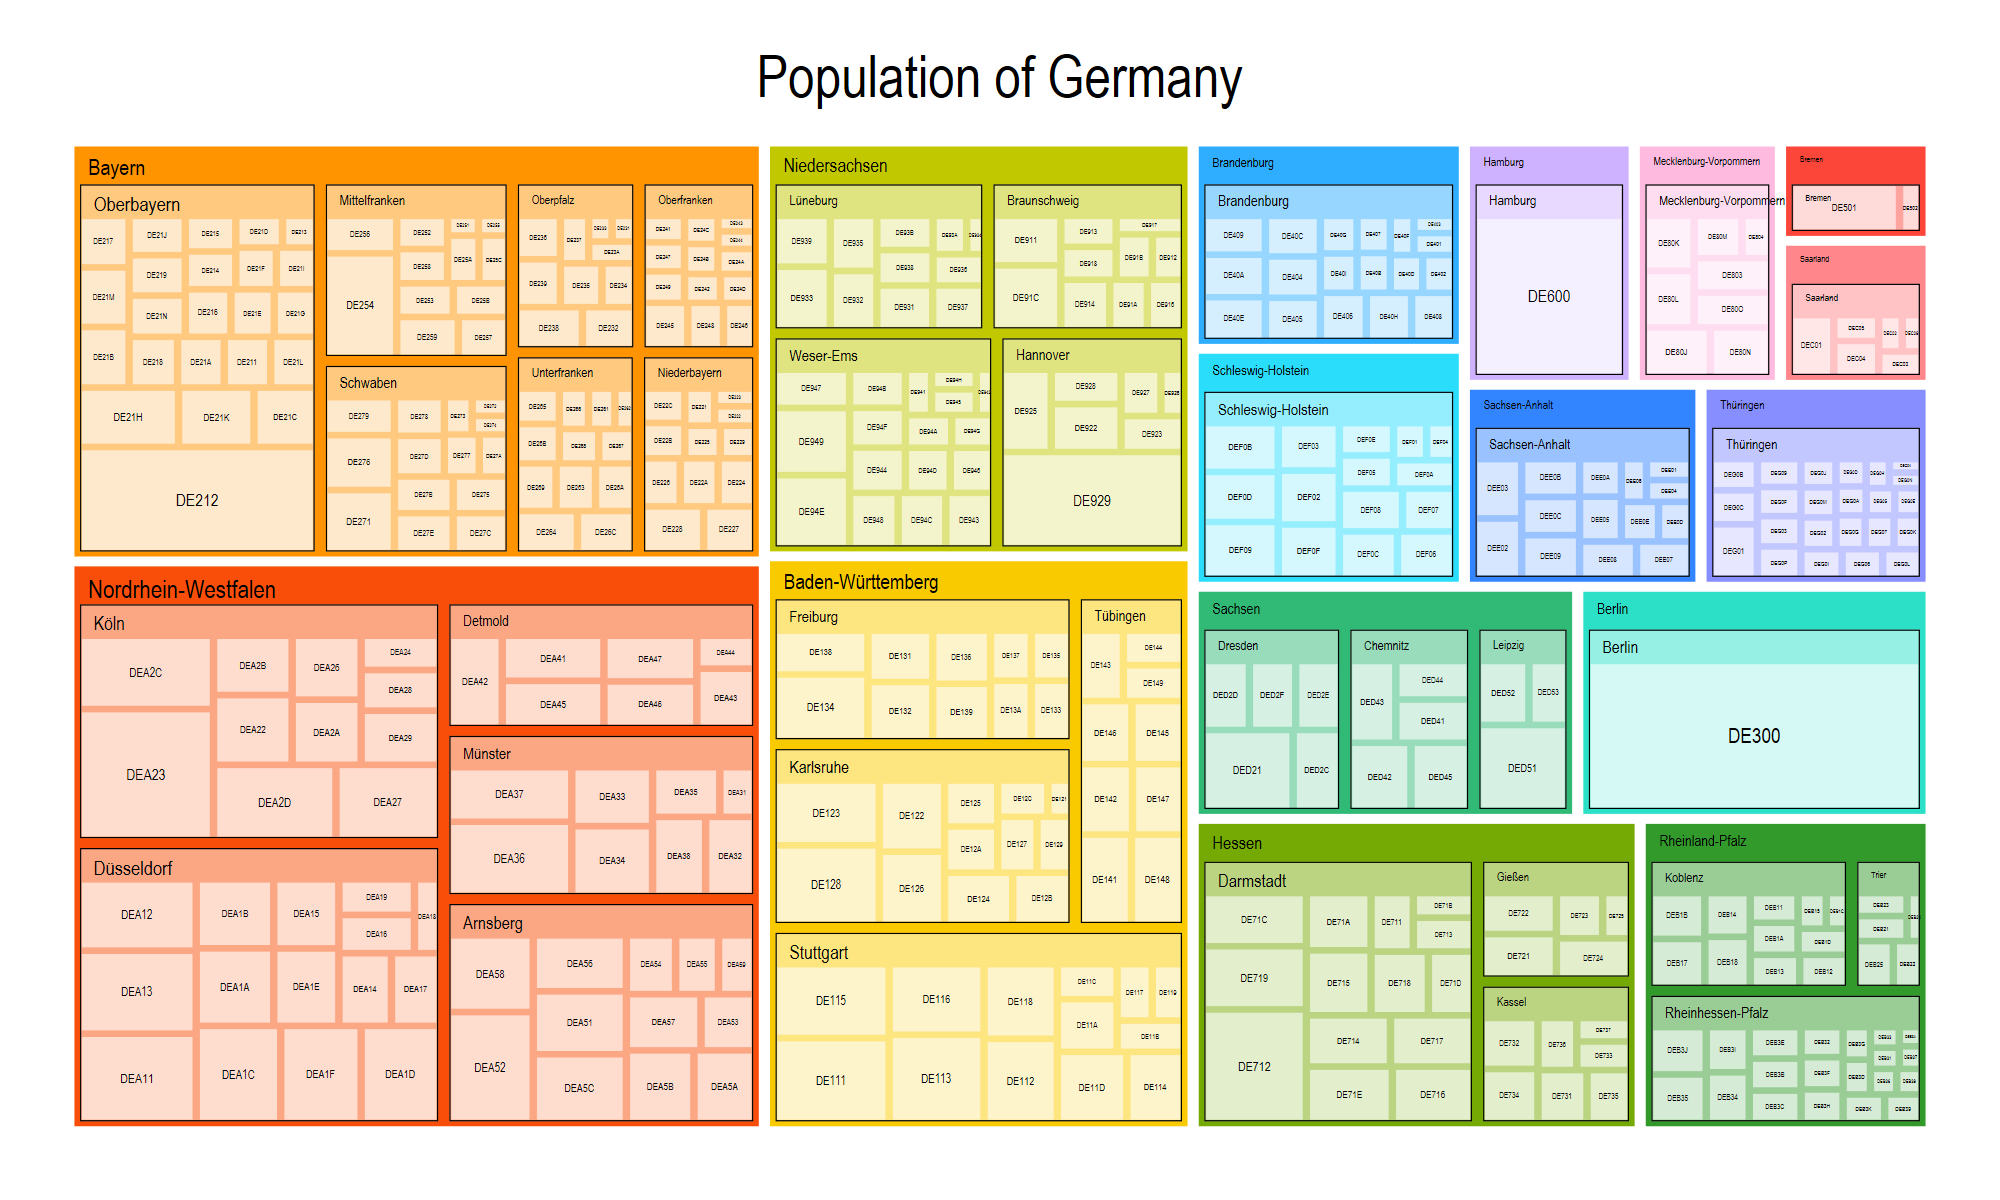 Population of Germany
Bayern
Oberbayern
DE217
DE21J
DE215
DE21D
DE213
DE21M
DE219
DE214
DE21F
DE21I
DE21N
DE216
DE21E
DE21G
DE21B
DE218
DE21A
DE211
DE21L
DE21H
DE21K
DE21C
DE212
Mittelfranken
DE256
DE252
DE251
DE255
DE254
DE258
DE25A
DE25C
DE253
DE25B
DE259
DE257
Schwaben
DE279
DE278
DE273
DE272
DE274
DE276
DE27D
DE277
DE27A
DE271
DE27B
DE275
DE27E
DE27C
Oberpfalz
DE236
DE237
DE233
DE231
DE23A
DE239
DE235
DE234
DE238
DE232
Oberfranken
DE241
DE24C
DE243
DE244
DE247
DE24B
DE24A
DE249
DE242
DE24D
DE245
DE248
DE246
Unterfranken
DE265
DE266
DE261
DE262
DE26B
DE268
DE267
DE269
DE263
DE26A
DE264
DE26C
Niederbayern
DE22C
DE221
DE223
DE222
DE22B
DE225
DE229
DE226
DE22A
DE224
DE228
DE227
Nordrhein-Westfalen
Köln
DEA2C
DEA2B
DEA26
DEA24
DEA28
DEA23
DEA22
DEA2A
DEA29
DEA2D
DEA27
Düsseldorf
DEA12
DEA1B
DEA15
DEA19
DEA16
DEA18
DEA13
DEA1A
DEA1E
DEA14
DEA17
DEA11
DEA1C
DEA1F
DEA1D
Detmold
DEA42
DEA41
DEA47
DEA44
DEA45
DEA46
DEA43
Münster
DEA37
DEA33
DEA35
DEA31
DEA36
DEA34
DEA38
DEA32
Arnsberg
DEA58
DEA56
DEA54
DEA55
DEA59
DEA52
DEA51
DEA57
DEA53
DEA5C
DEA5B
DEA5A
Niedersachsen
Lüneburg
DE939
DE935
DE93B
DE93A
DE933
DE932
DE938
DE936
DE931
DE937
Braunschweig
DE911
DE913
DE917
DE918
DE91B
DE912
DE91C
DE914
DE91A
DE916
Weser-Ems
DE947
DE94B
DE941
DE94H
DE945
DE949
DE94F
DE94A
DE94G
DE944
DE94D
DE946
DE94E
DE948
DE94C
DE943
Hannover
DE925
DE928
DE927
DE926
DE922
DE923
DE929
Baden-Württemberg
Freiburg
DE138
DE131
DE136
DE137
DE135
DE134
DE132
DE139
DE13A
DE133
Karlsruhe
DE123
DE122
DE125
DE12C
DE121
DE12A
DE127
DE129
DE128
DE126
DE124
DE12B
Tübingen
DE143
DE144
DE149
DE146
DE145
DE142
DE147
DE141
DE148
Stuttgart
DE115
DE116
DE118
DE11C
DE117
DE119
DE11A
DE11B
DE111
DE113
DE112
DE11D
DE114
Brandenburg
Brandenburg
DE409
DE40C
DE40G
DE407
DE40F
DE403
DE401
DE40A
DE404
DE40I
DE40B
DE40D
DE402
DE40E
DE405
DE406
DE40H
DE408
Schleswig-Holstein
Schleswig-Holstein
DEF0B
DEF03
DEF0E
DEF01
DEF04
DEF05
DEF0A
DEF0D
DEF02
DEF08
DEF07
DEF09
DEF0F
DEF0C
DEF06
Hamburg
Hamburg
DE600
Mecklenburg-Vorpommern
Mecklenburg-Vorpommern
DE80K
DE80M
DE804
DE803
DE80L
DE80O
DE80J
DE80N
Bremen
Bremen
DE501
DE502
Saarland
Saarland
DEC01
DEC05
DEC02
DEC06
DEC04
DEC03
Sachsen-Anhalt
Sachsen-Anhalt
DEE03
DEE0B
DEE0A
DEE06
DEE01
DEE04
DEE0C
DEE05
DEE0E
DEE0D
DEE02
DEE09
DEE08
DEE07
Thüringen
Thüringen
DEG0B
DEG09
DEG0J
DEG0D
DEG04
DEG0N
DEG0C
DEG0F
DEG0M
DEG0A
DEG05
DEG0E
DEG03
DEG02
DEG0G
DEG07
DEG0K
DEG01
DEG0P
DEG0I
DEG06
DEG0L
Sachsen
Dresden
DED2D
DED2F
DED2E
DED21
DED2C
Chemnitz
DED43
DED44
DED41
DED42
DED45
Leipzig
DED52
DED53
DED51
Berlin
Berlin
DE300
Hessen
Darmstadt
DE71C
DE71A
DE711
DE71B
DE713
DE719
DE715
DE718
DE71D
DE712
DE714
DE717
DE71E
DE716
Gießen
DE722
DE723
DE725
DE721
DE724
Kassel
DE732
DE736
DE737
DE733
DE734
DE731
DE735
Rheinland-Pfalz
Koblenz
DEB1B
DEB14
DEB11
DEB15
DEB1C
DEB1A
DEB1D
DEB17
DEB18
DEB13
DEB12
Trier
DEB23
DEB21
DEB25
DEB22
Rheinhessen-Pfalz
DEB3J
DEB3I
DEB3E
DEB32
DEB3G
DEB3B
DEB3F
DEB3D
DEB35
DEB34
DEB3C
DEB3H
DEB3K
DEB39